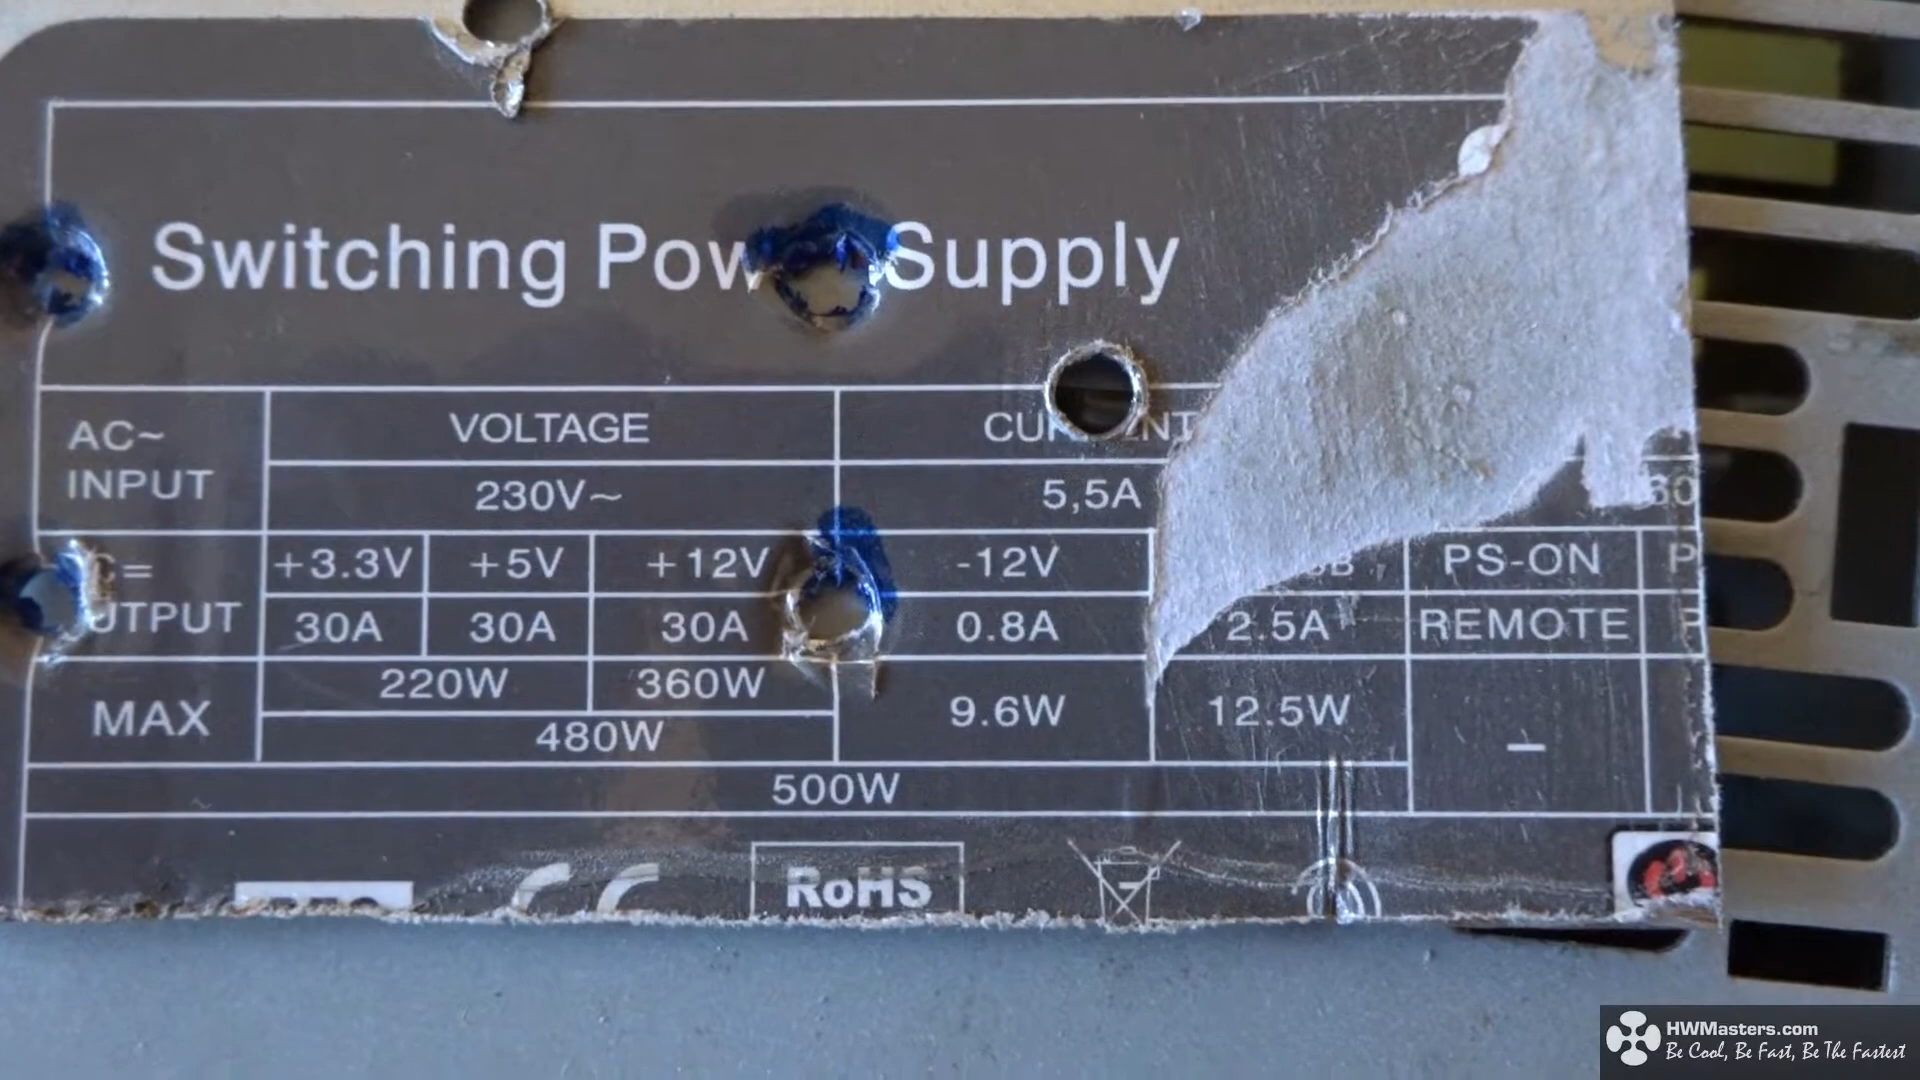 Switching Supply
AC~ INPUT
VOLTAGE
230V~ 5,5A
+3.3V +5V +12V -12V PS-ON
30A 30A 30A 0.8A 2.5A REMOTE
MAX
220W 360W
9.6W 12.5W -
480W
500W
CE
RoHS
HWMasters.com
Be Cool, Be Fast, Be The Fastest